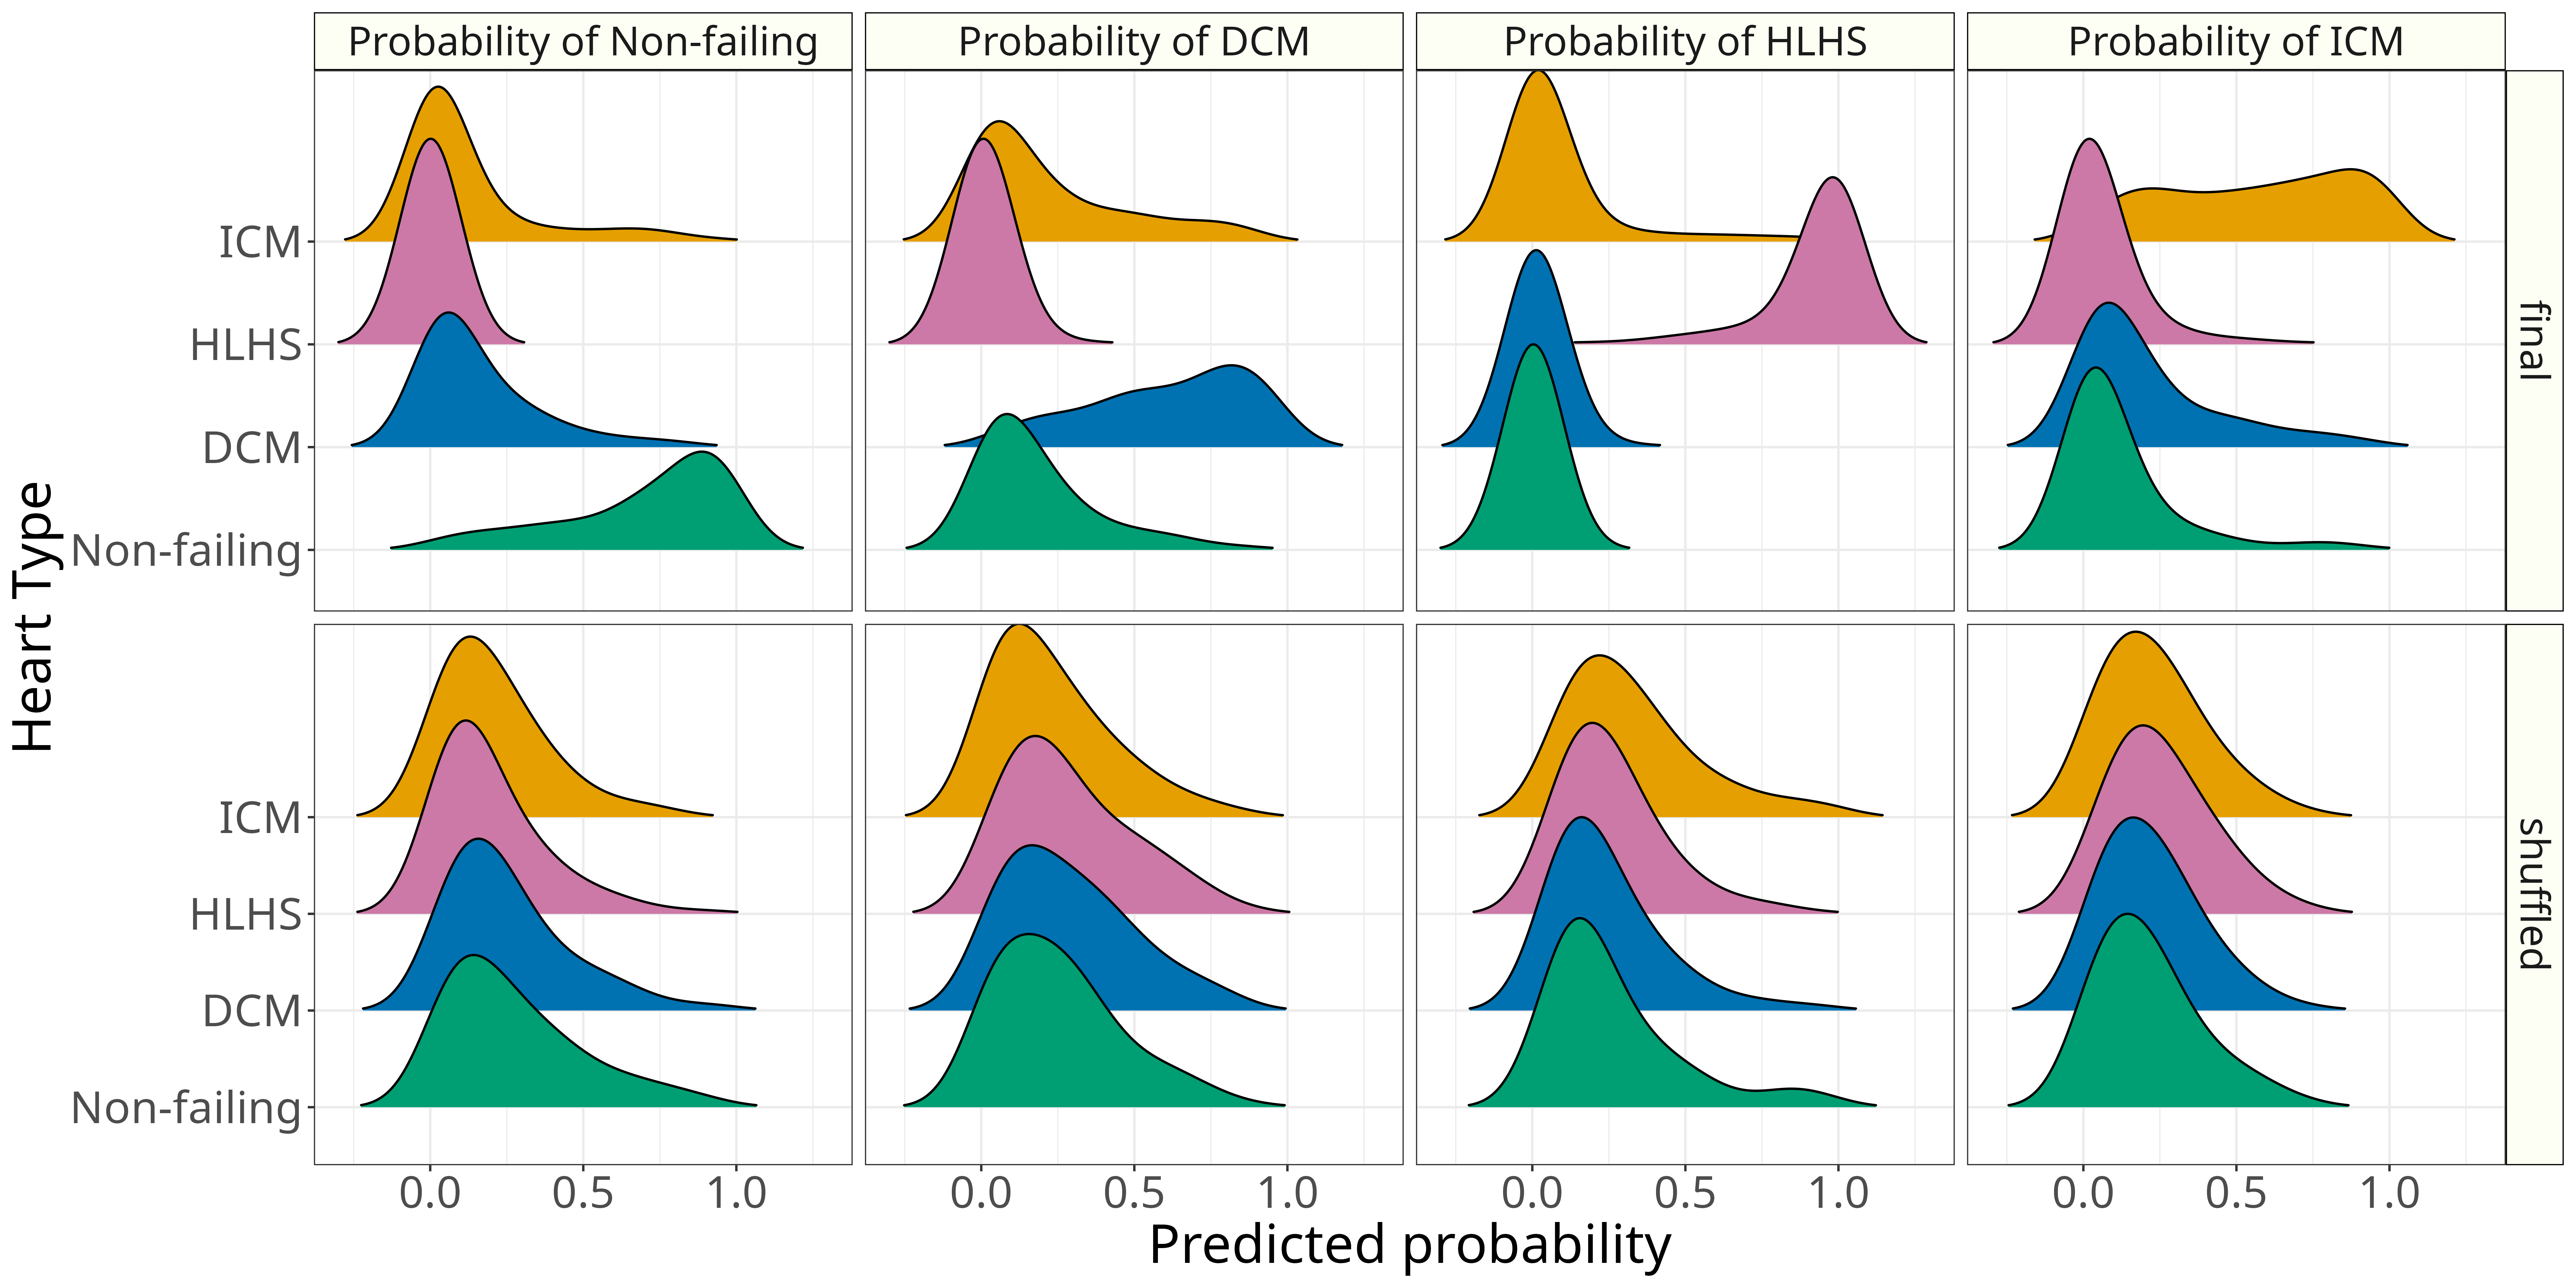 Probability of Non-failing
Probability of DCM
Probability of HLHS
Probability of ICM
Heart Type
ICM
HLHS
DCM
Non-failing
final
ICM
HLHS
DCM
Non-failing
shuffled
0.0 0.5 1.0
0.0 0.5 1.0
0.0 0.5 1.0
0.0 0.5 1.0
Predicted probability